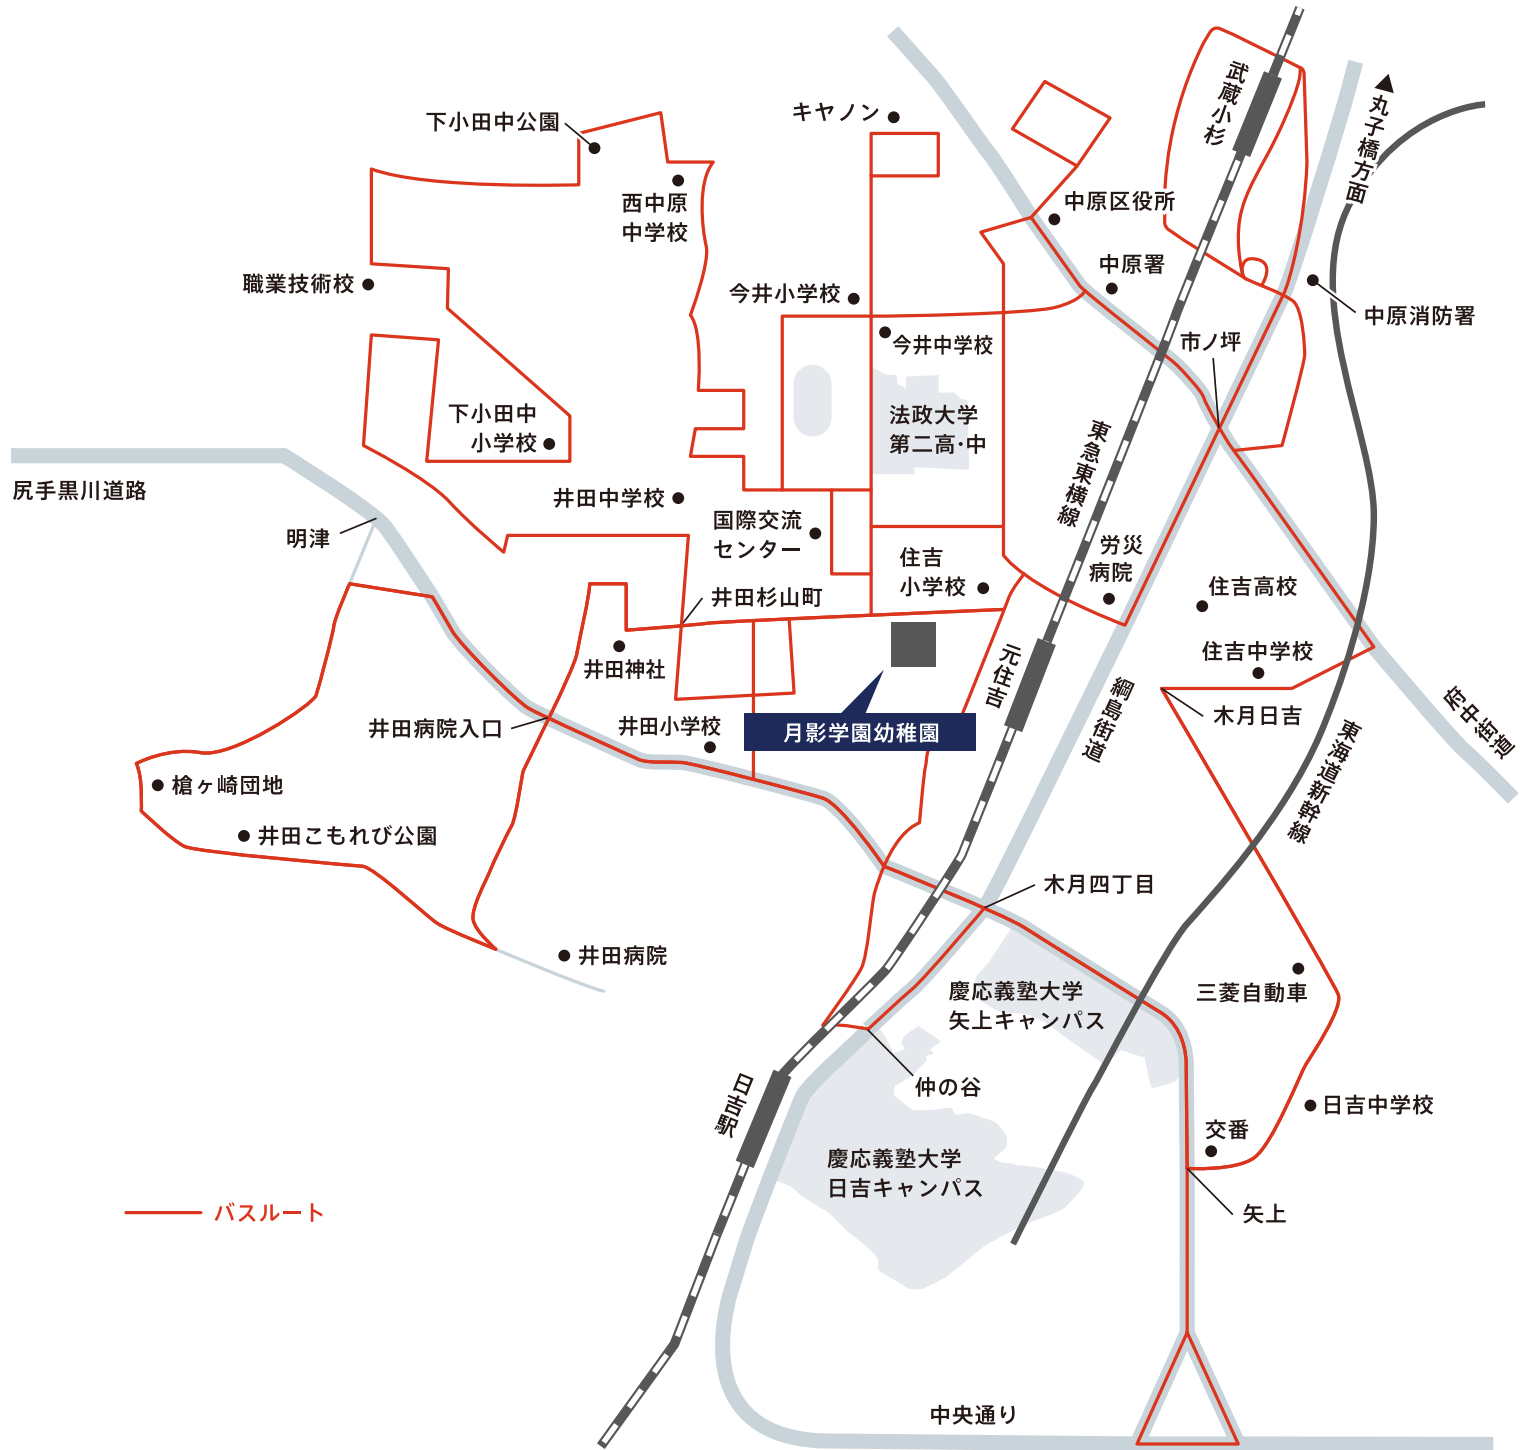 武蔵小杉
丸子橋方面
キヤノン
下小田中公園
西中原
中学校
中原区役所
中原署
職業技術校
今井小学校
中原消防署
今井中学校
市ノ坪
下小田中
小学校
法政大学
第二高・中
東急東横線
尻手黒川道路
井田中学校
国際交流
センター
明津
住吉
小学校
労災
病院
井田杉山町
住吉高校
井田神社
住吉中学校
元住吉
綱島街道
木月日吉
府中街道
井田病院入口
井田小学校
月影学園幼稚園
東海道新幹線
槍ヶ崎団地
井田こもれび公園
木月四丁目
井田病院
慶応義塾大学
矢上キャンパス
三菱自動車
仲の谷
日吉駅
日吉中学校
交番
慶応義塾大学
日吉キャンパス
矢上
バスルート
中央通り